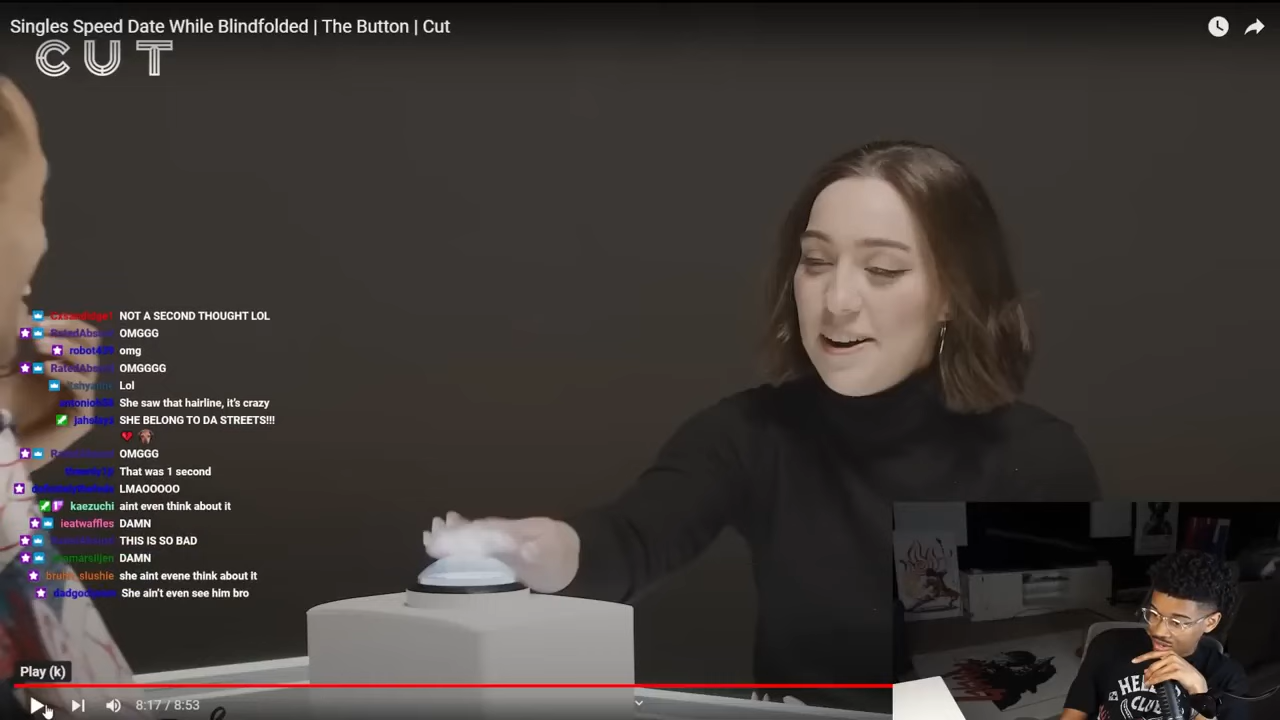 Singles Speed Date While Blindfolded | The Button | Cut
CUT
NOT A SECOND THOUGHT LOL
OMGGG
robot omg
OMGGGG
Lol
She saw that hairline, it's crazy
SHE BELONG TO DA STREETS!!!
OMGGG
That was 1 second
LMAOOOOO
kaezuchi aint even think about it
ieatwaffles DAMN
THIS IS SO BAD
DAMN
slushie she aint evene think about it
She ain't even see him bro
Play (k)
8:17 / 8:53
HELL
CLUB